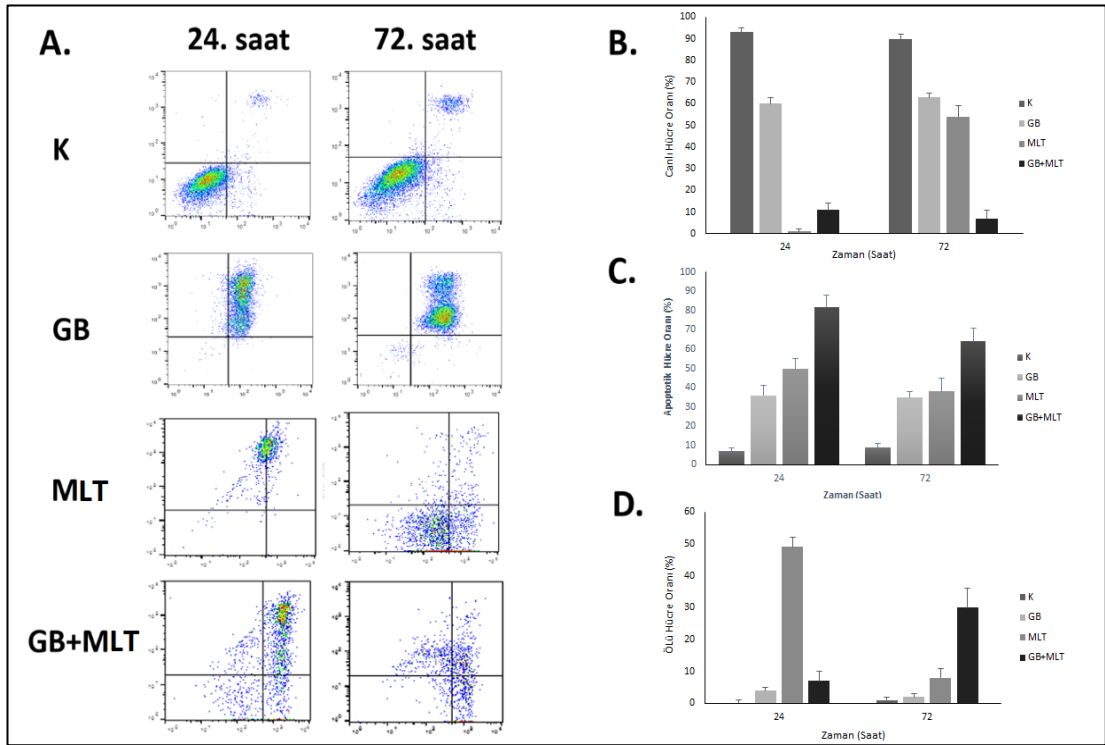 A.
24. saat
72. saat
K
GB
MLT
GB+MLT
B.
Canlı Hücre Oranı (%)
100
90
80
70
60
50
40
30
20
10
0
24
72
Zaman (Saat)
K
GB
MLT
GB+MLT
C.
Apoptotik Hücre Oranı (%)
100
90
80
70
60
50
40
30
20
10
0
24
72
Zaman (Saat)
K
GB
MLT
GB+MLT
D.
Ölü Hücre Oranı (%)
60
50
40
30
20
10
0
24
72
Zaman (Saat)
K
GB
MLT
GB+MLT